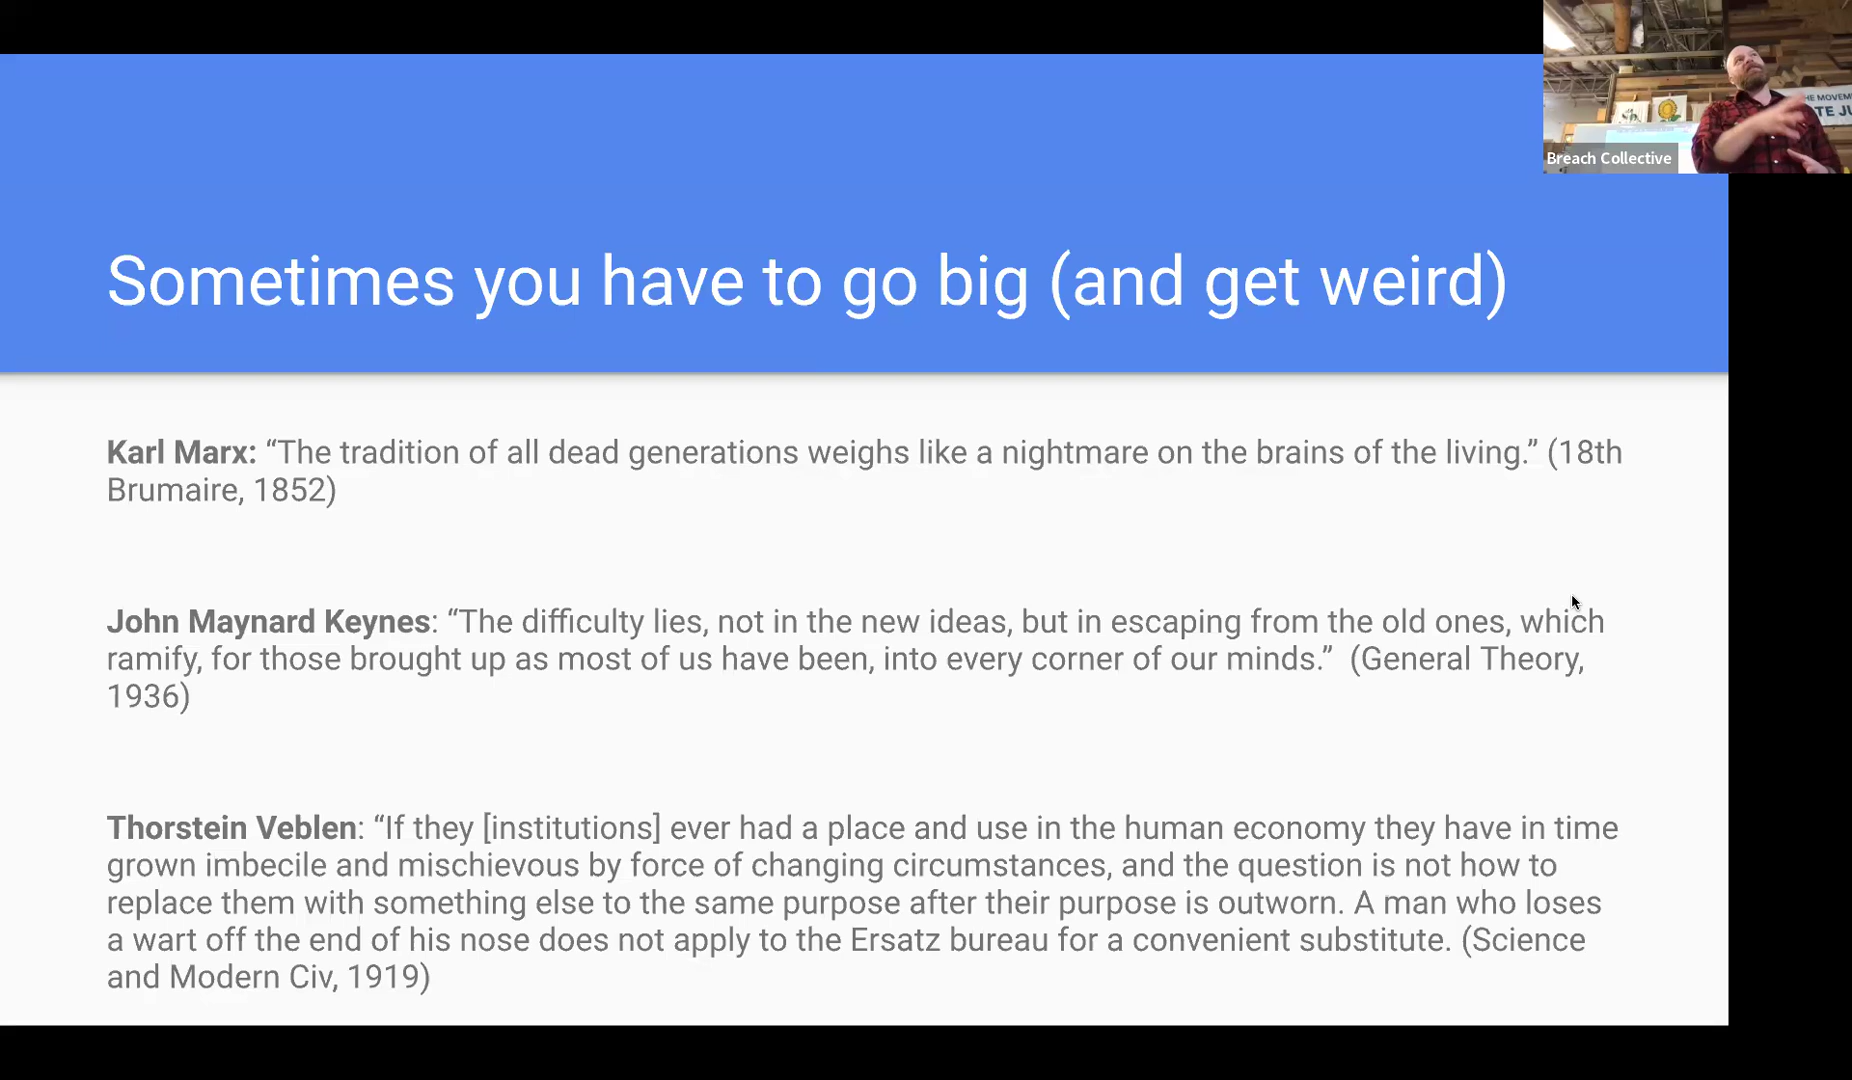 HE MOVEM
TE JU
Breach Collective
Sometimes you have to go big (and get weird)
Karl Marx: “The tradition of all dead generations weighs like a nightmare on the brains of the living.” (18th
Brumaire, 1852)
John Maynard Keynes: “The difficulty lies, not in the new ideas, but in escaping from the old ones, which
ramify, for those brought up as most of us have been, into every corner of our minds.”  (General Theory,
1936)
Thorstein Veblen: “If they [institutions] ever had a place and use in the human economy they have in time
grown imbecile and mischievous by force of changing circumstances, and the question is not how to
replace them with something else to the same purpose after their purpose is outworn. A man who loses
a wart off the end of his nose does not apply to the Ersatz bureau for a convenient substitute. (Science
and Modern Civ, 1919)